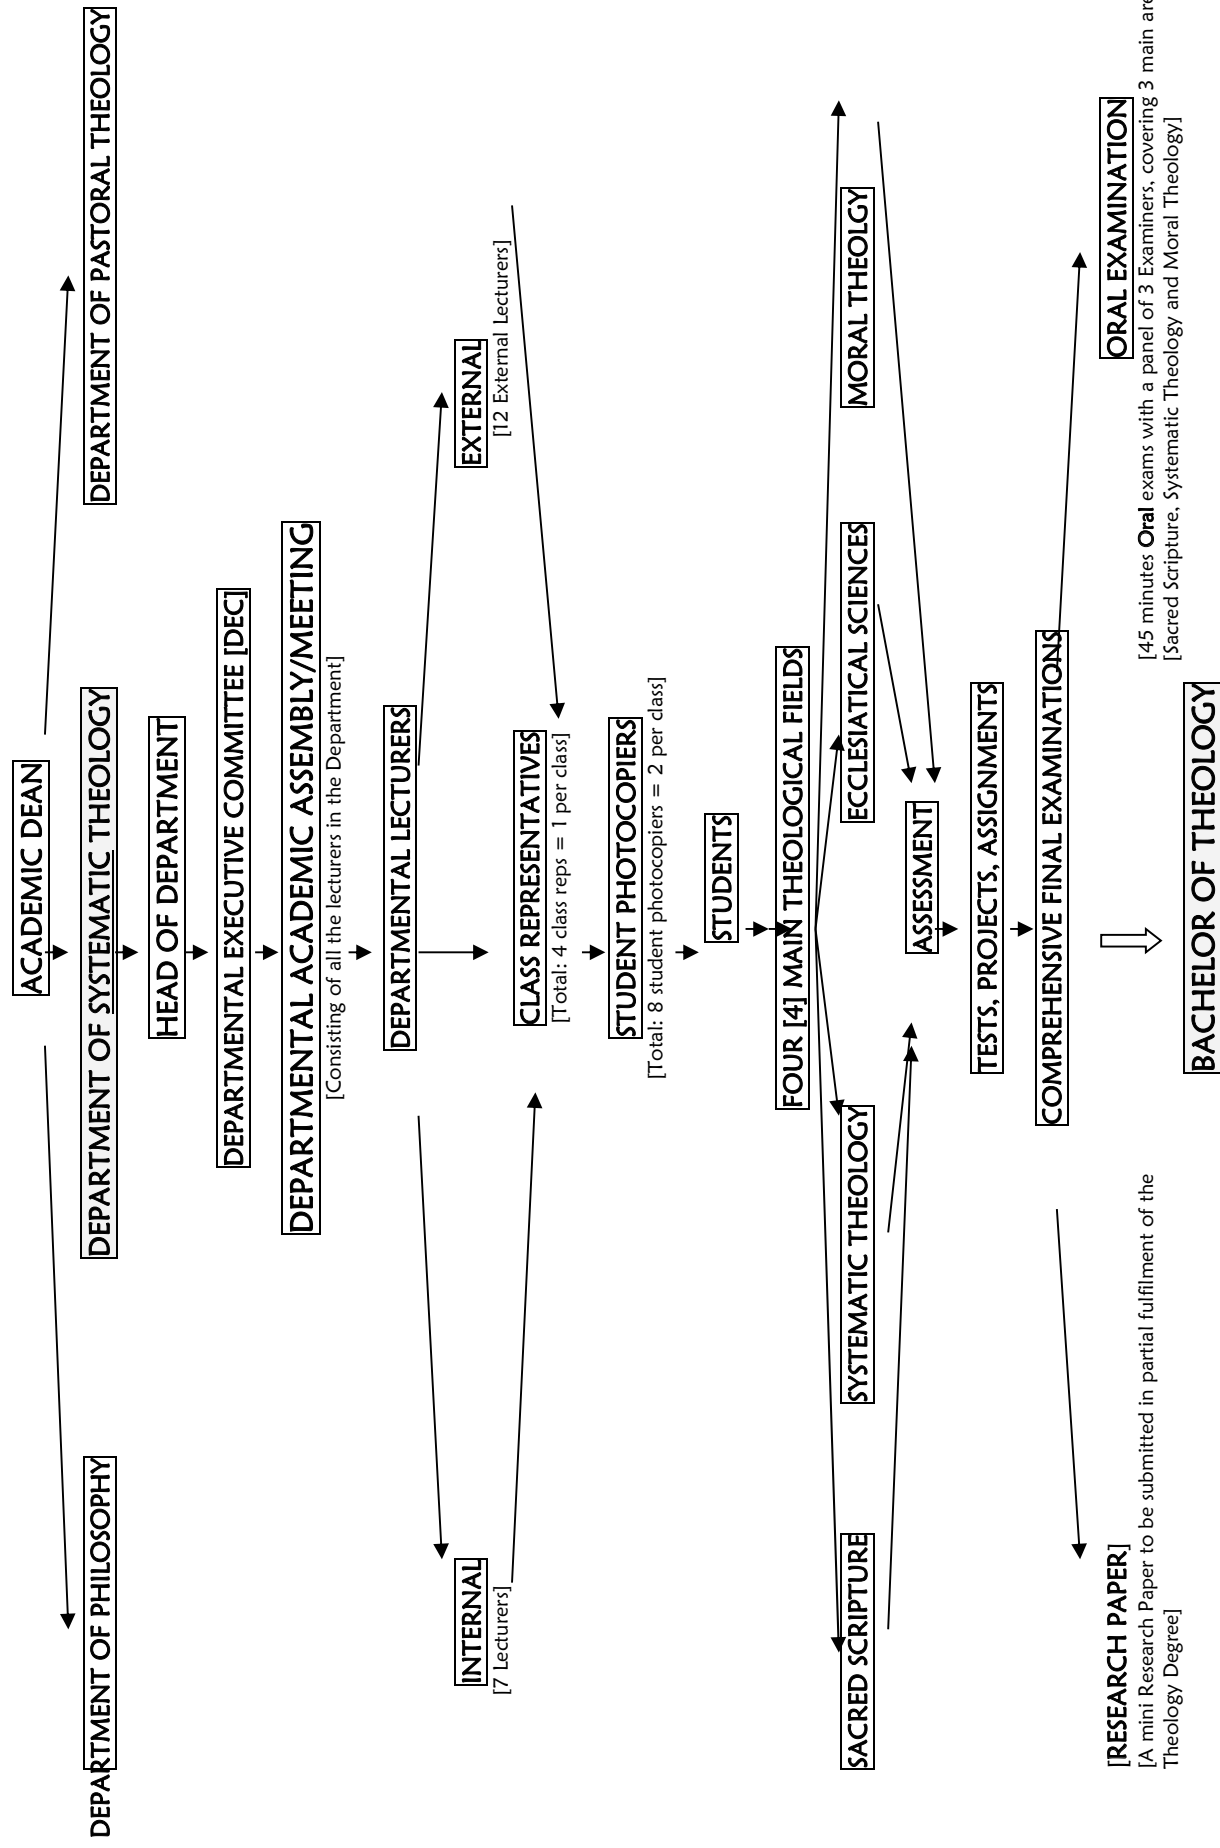 ACADEMIC DEAN
DEPARTMENT OF PHILOSOPHY
DEPARTMENT OF SYSTEMATIC THEOLOGY
DEPARTMENT OF PASTORAL THEOLOGY
HEAD OF DEPARTMENT
DEPARTMENTAL EXECUTIVE COMMITTEE [DEC]
DEPARTMENTAL ACADEMIC ASSEMBLY/MEETING
[Consisting of all the lecturers in the Department]
DEPARTMENTAL LECTURERS
INTERNAL
[7 Lecturers]
EXTERNAL
[12 External Lecturers]
CLASS REPRESENTATIVES
[Total: 4 class reps = 1 per class]
STUDENT PHOTOCOPIERS
[Total: 8 student photocopiers = 2 per class]
STUDENTS
FOUR [4] MAIN THEOLOGICAL FIELDS
SACRED SCRIPTURE
SYSTEMATIC THEOLOGY
ECCLESIATICAL SCIENCES
MORAL THEOLGY
ASSESSMENT
TESTS, PROJECTS, ASSIGNMENTS
COMPREHENSIVE FINAL EXAMINATIONS
[RESEARCH PAPER]
[A mini Research Paper to be submitted in partial fulfilment of the
Theology Degree]
ORAL EXAMINATION
[45 minutes Oral exams with a panel of 3 Examiners, covering 3 main
[Sacred Scripture, Systematic Theology and Moral Theology]
BACHELOR OF THEOLOGY